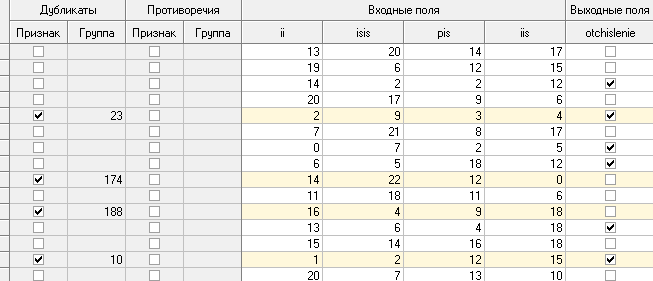 Дубликаты Противоречия Входные поля Выходные поля
Признак Группа Признак Группа ii isis pis iis otchislenie
13 20 14 17
19 6 12 15
14 2 2 12
20 17 9 6
23 2 9 3 4
7 21 8 17
0 7 2 5
6 5 18 12
174 14 22 12 0
11 18 11 6
188 16 4 9 18
13 6 4 18
15 14 16 18
10 1 2 12 15
20 7 13 10